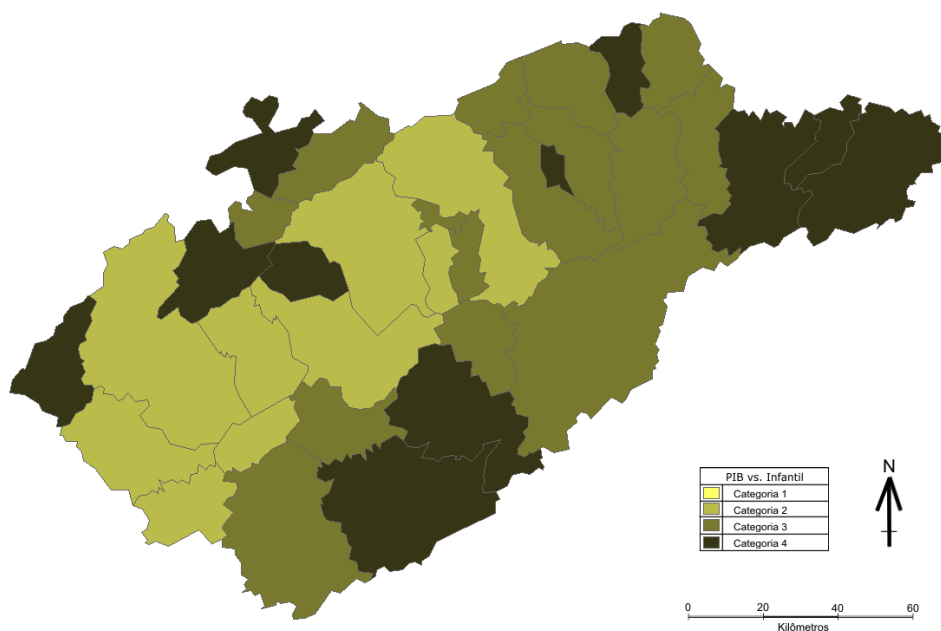 PIB vs. Infantil
Categoria 1
Categoria 2
Categoria 3
Categoria 4
N
0 20 40 60
Kilômetros